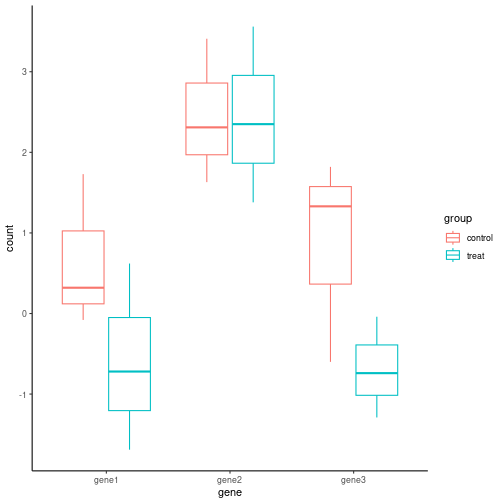 count
3
2
1
0
-1
gene1 gene2 gene3
gene
group
control
treat